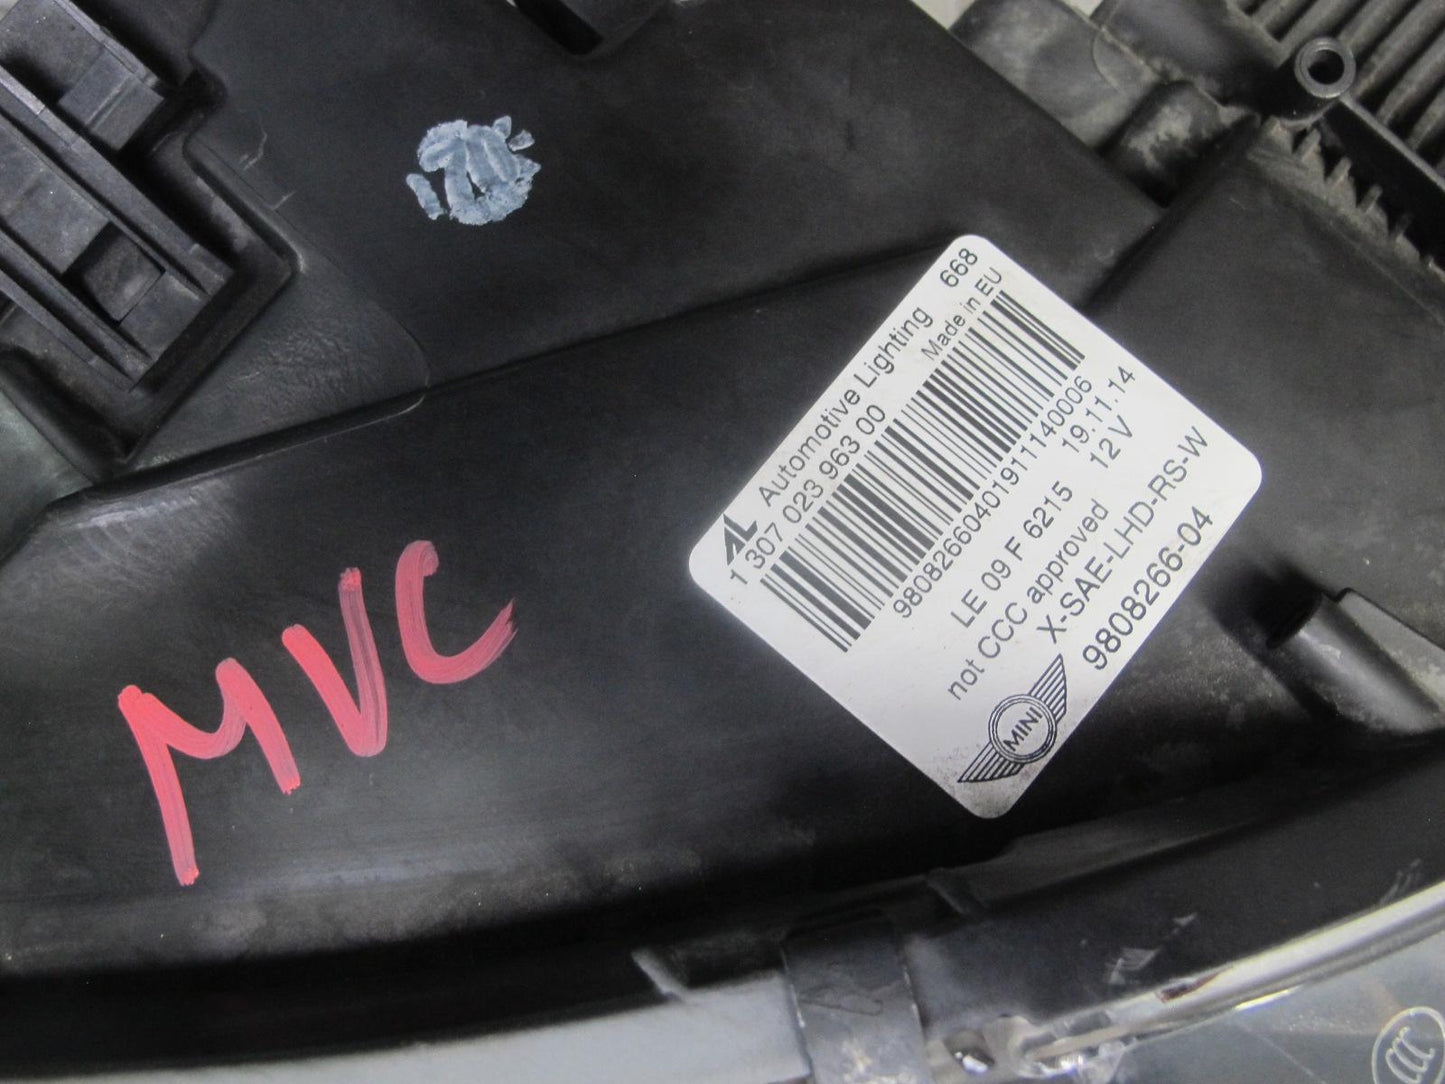 AL Automotive Lighting 668
1 307 023 963 00 Made in EU
98082660401911140006
LE 09 F 6215 19.11.14
not CCC approved 12 V
X-SAE-LHD-RS-W
9808266-04
MINI
MVC